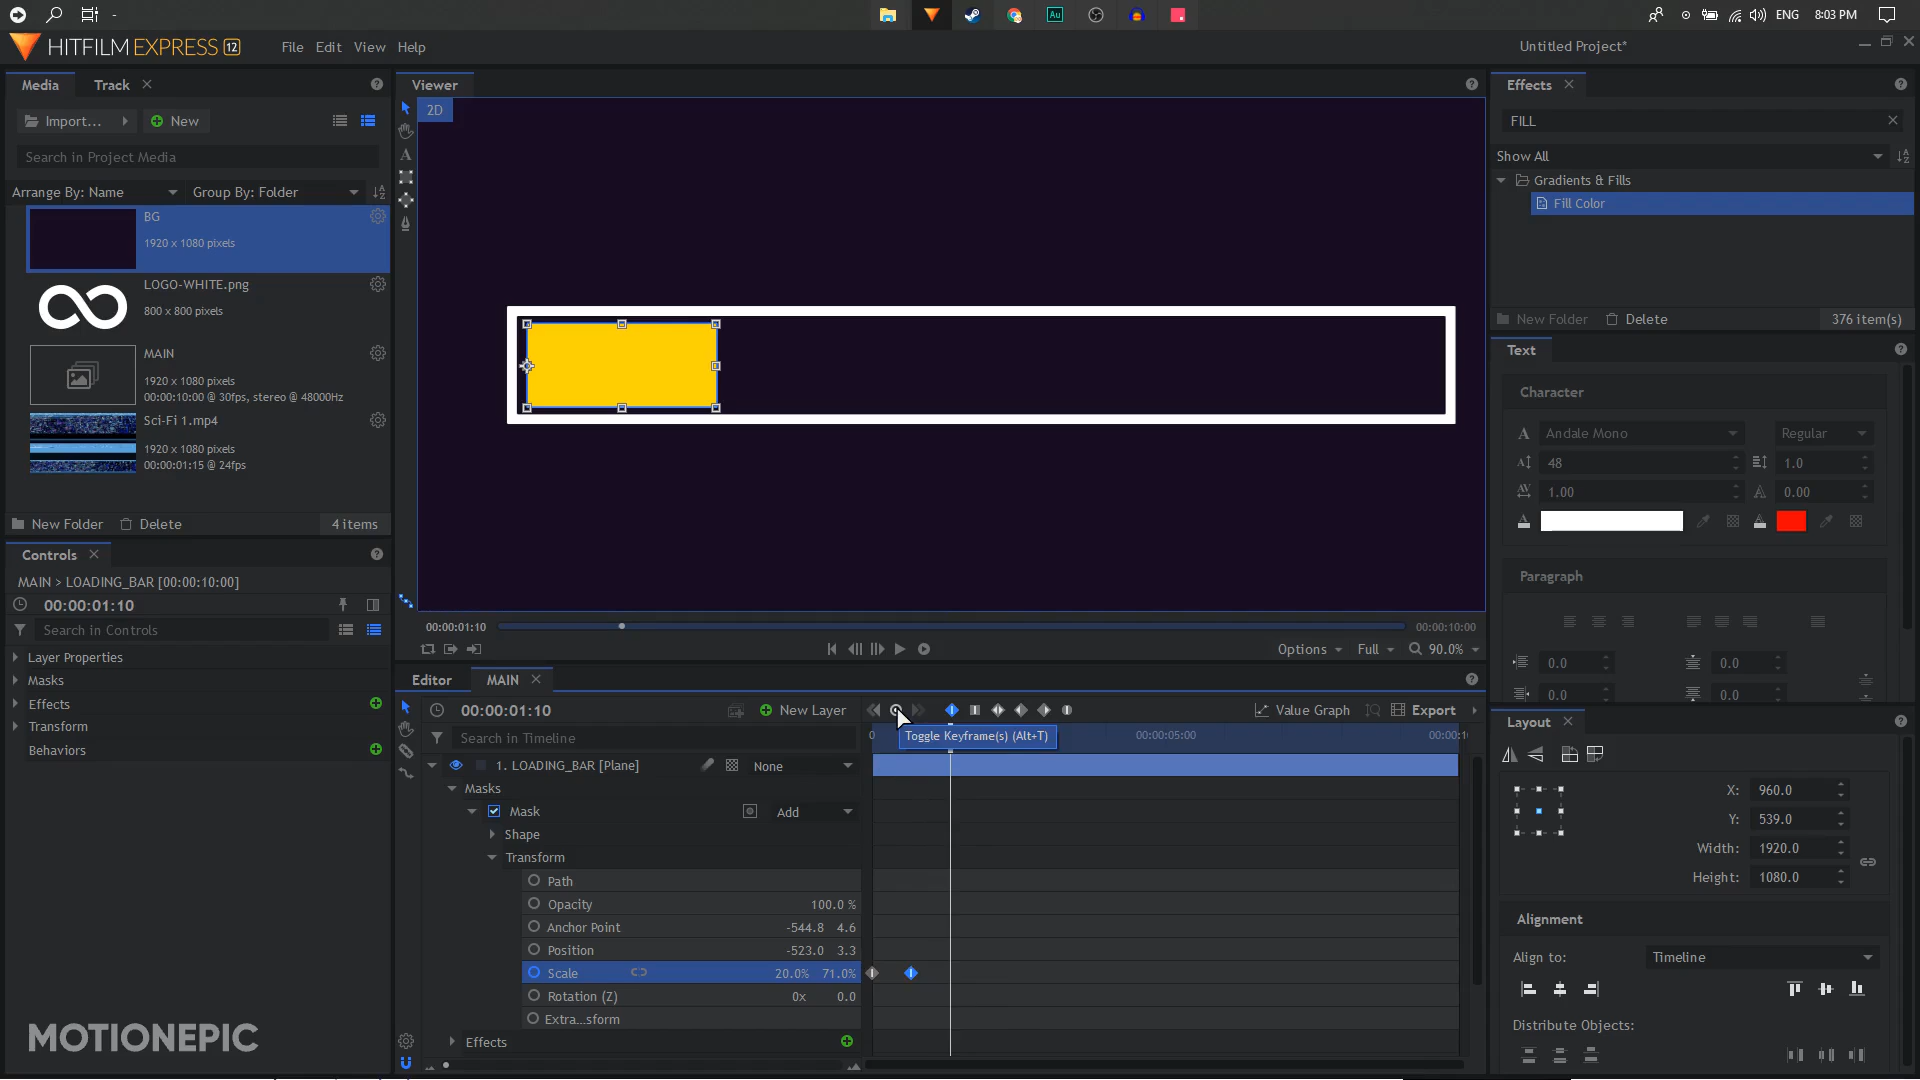 ENG 8:03 PM
HITFILM EXPRESS 12 File Edit View Help Untitled Project*
Media Track
Import... New
Search in Project Media
Arrange By: Name Group By: Folder
BG
1920 x 1080 pixels
LOGO-WHITE.png
800 x 800 pixels
MAIN
1920 x 1080 pixels
00:00:10:00 @ 30fps, stereo @ 48000Hz
Sci-Fi 1.mp4
1920 x 1080 pixels
00:00:01:15 @ 24fps
New Folder Delete 4 items
Controls
MAIN > LOADING_BAR [00:00:10:00]
00:00:01:10
Search in Controls
Layer Properties
Masks
Effects
Transform
Behaviors
MOTIONEPIC
Viewer
2D
00:00:01:10 00:00:10:00
Options Full 90.0%
Editor MAIN
00:00:01:10 New Layer Value Graph Export
Search in Timeline
Toggle Keyframe(s) (Alt+T)
0 00:00:05:00 00:00:1
1. LOADING_BAR [Plane] None
Masks
Mask Add
Shape
Transform
Path
Opacity 100.0 %
Anchor Point -544.8 4.6
Position -523.0 3.3
Scale 20.0% 71.0%
Rotation (Z) 0x 0.0
Extra...sform
Effects
Effects
FILL
Show All
Gradients & Fills
Fill Color
New Folder Delete 376 item(s)
Text
Character
Andale Mono Regular
48 1.0
1.00 0.00
Paragraph
0.0 0.0
0.0 0.0
Layout
X: 960.0
Y: 539.0
Width: 1920.0
Height: 1080.0
Alignment
Align to: Timeline
Distribute Objects: